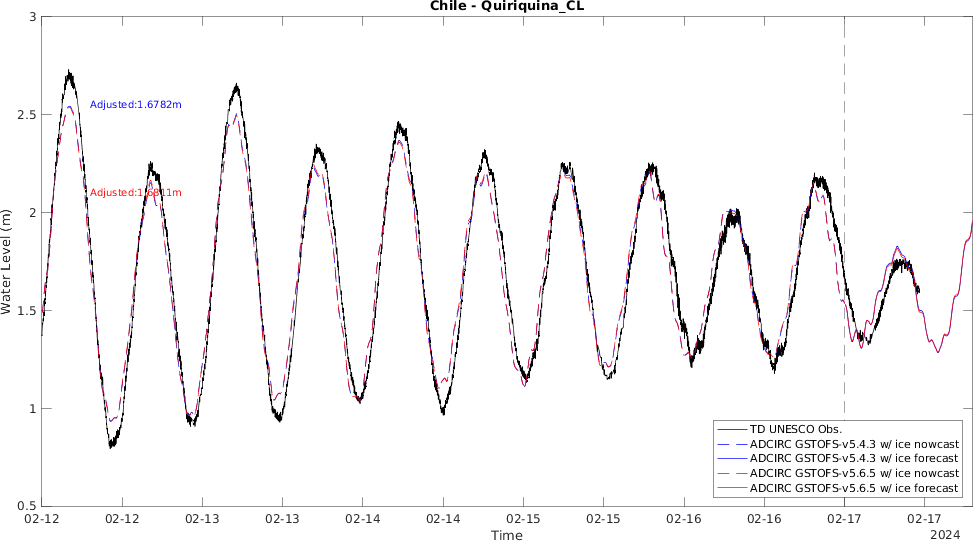 Chile - Quiriquina_CL
3
2.5
2
1.5
1
0.5
Water Level (m)
Adjusted:1.6782m
Adjusted:1.6811m
TD UNESCO Obs.
ADCIRC GSTOFS-v5.4.3 w/ ice nowcast
ADCIRC GSTOFS-v5.4.3 w/ ice forecast
ADCIRC GSTOFS-v5.6.5 w/ ice nowcast
ADCIRC GSTOFS-v5.6.5 w/ ice forecast
02-12 02-12 02-13 02-13 02-14 02-14 02-15 02-15 02-16 02-16 02-17 02-17
Time
2024